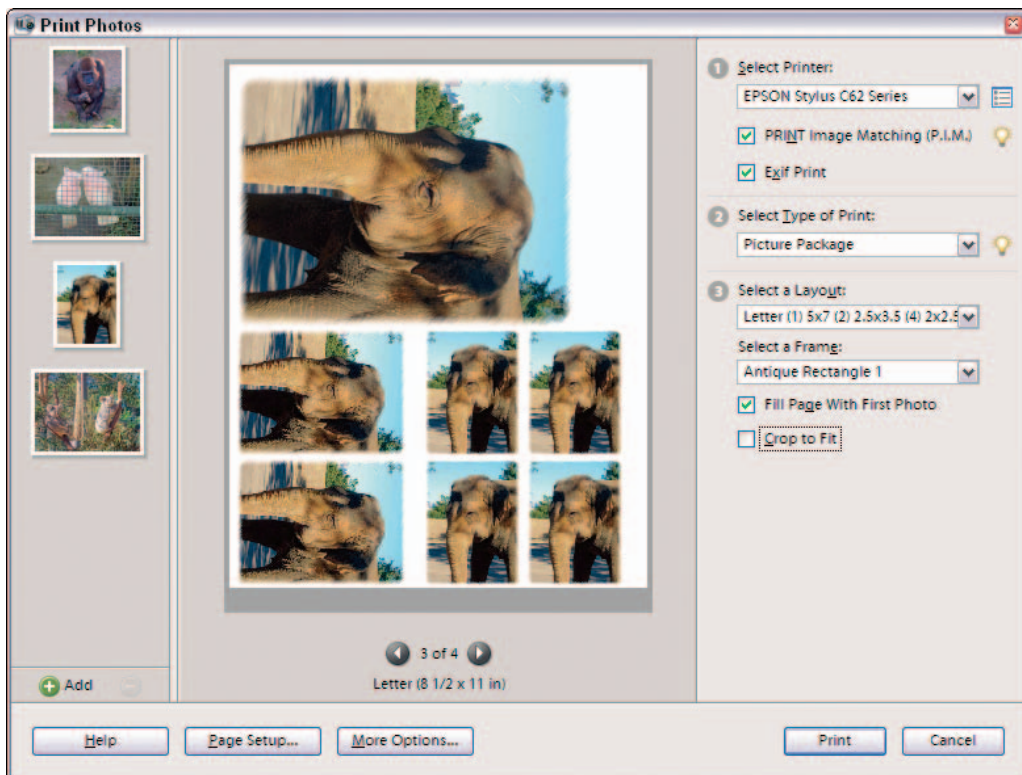 Print Photos
1 Select Printer:
EPSON Stylus C62 Series
PRINT Image Matching (P.I.M.)
Exif Print
2 Select Type of Print:
Picture Package
3 Select a Layout:
Letter (1) 5x7 (2) 2.5x3.5 (4) 2x2.5
Select a Frame:
Antique Rectangle 1
Fill Page With First Photo
Crop to Fit
3 of 4
Letter (8 1/2 x 11 in)
Add
Help
Page Setup...
More Options...
Print
Cancel